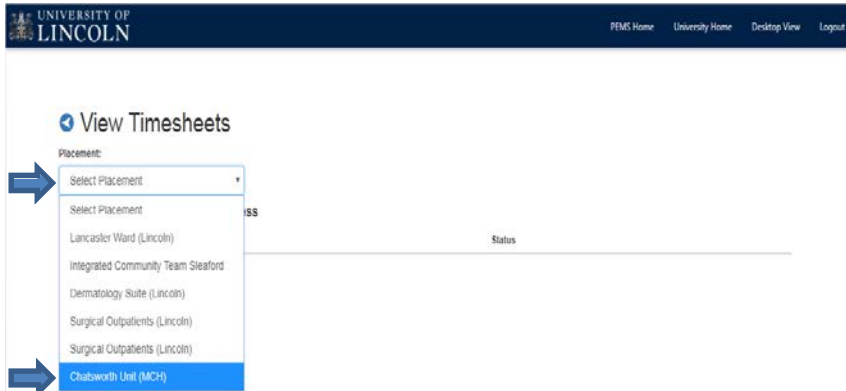 UNIVERSITY OF
LINCOLN
PEMS Home University Home Desktop View Logout
View Timesheets
Placement:
Select Placement
Select Placement
ess
Lancaster Ward (Lincoln)
Status
Integrated Community Team Sleaford
Dermatology Suite (Lincoln)
Surgical Outpatients (Lincoln)
Surgical Outpatients (Lincoln)
Chatsworth Unit (MCH)